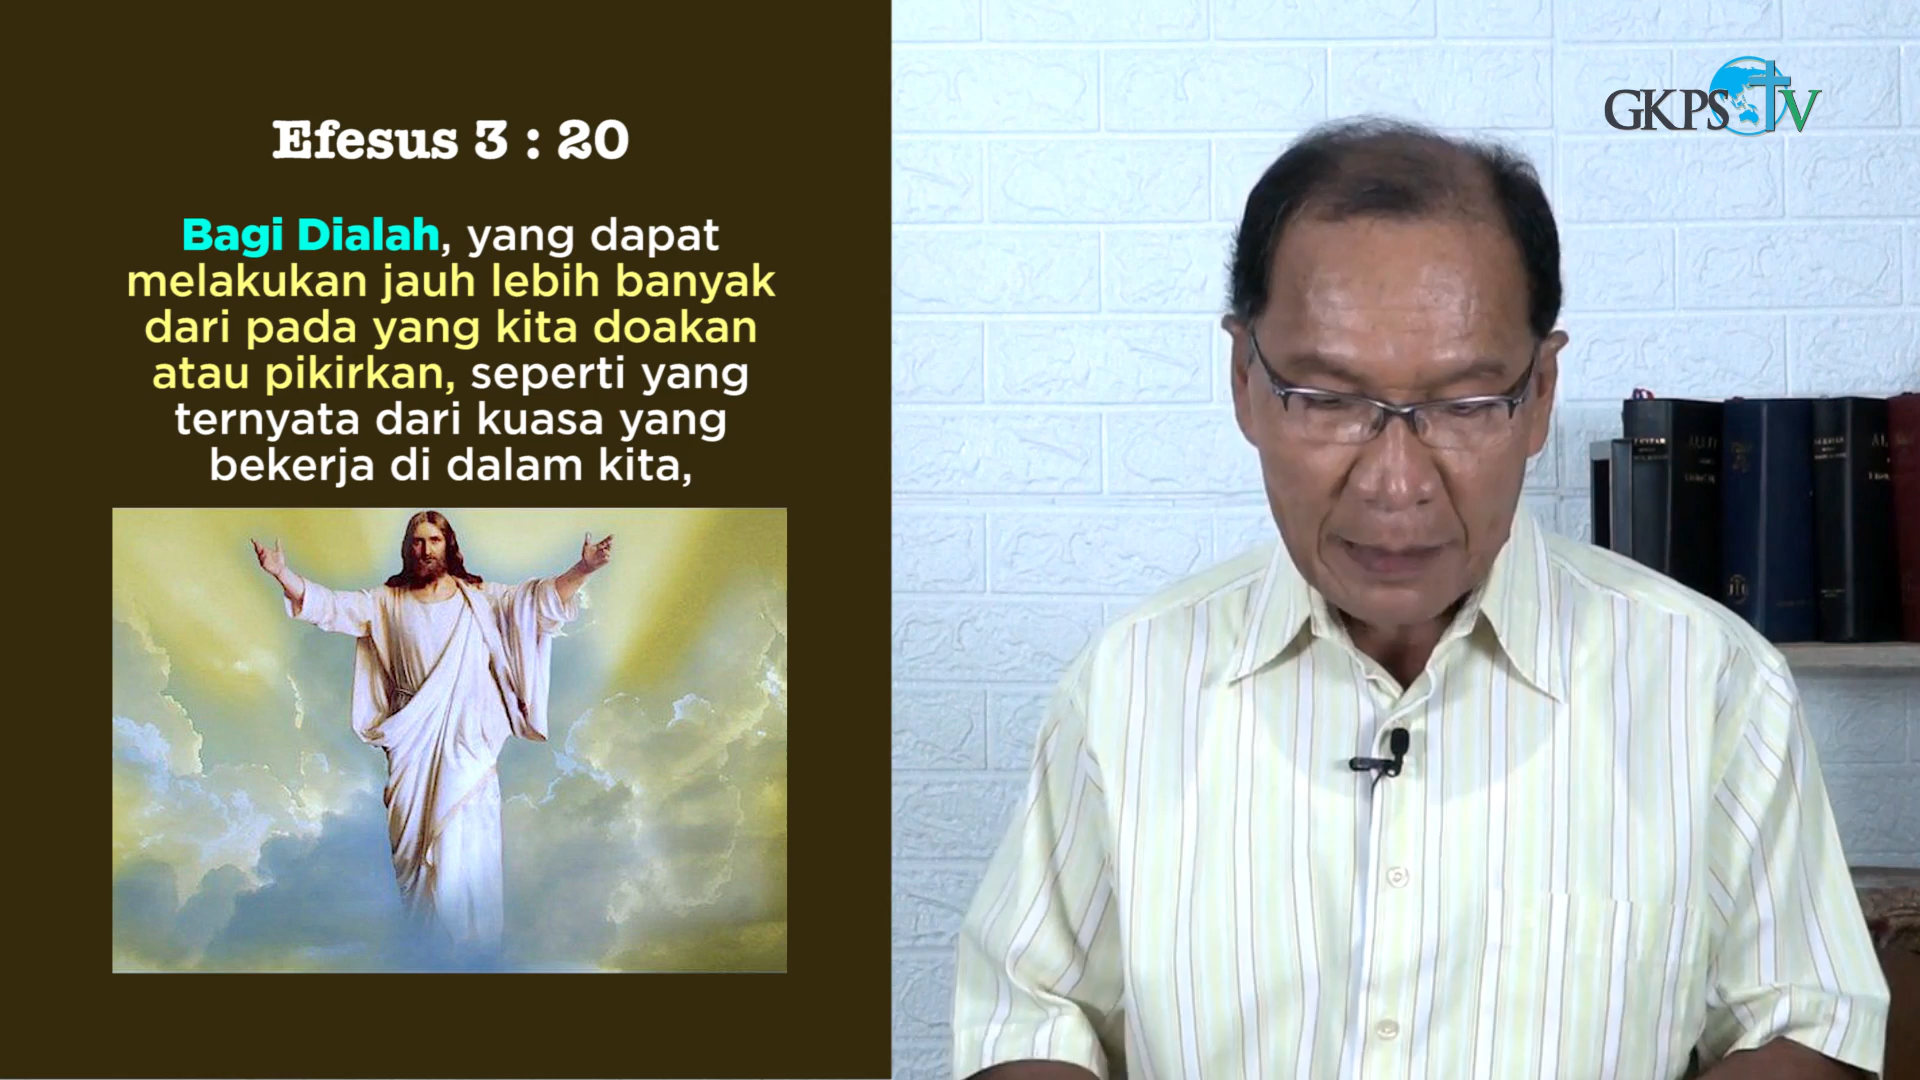 Efesus 3 : 20
Bagi Dialah, yang dapat
melakukan jauh lebih banyak
dari pada yang kita doakan
atau pikirkan, seperti yang
ternyata dari kuasa yang
bekerja di dalam kita,
GKPS TV